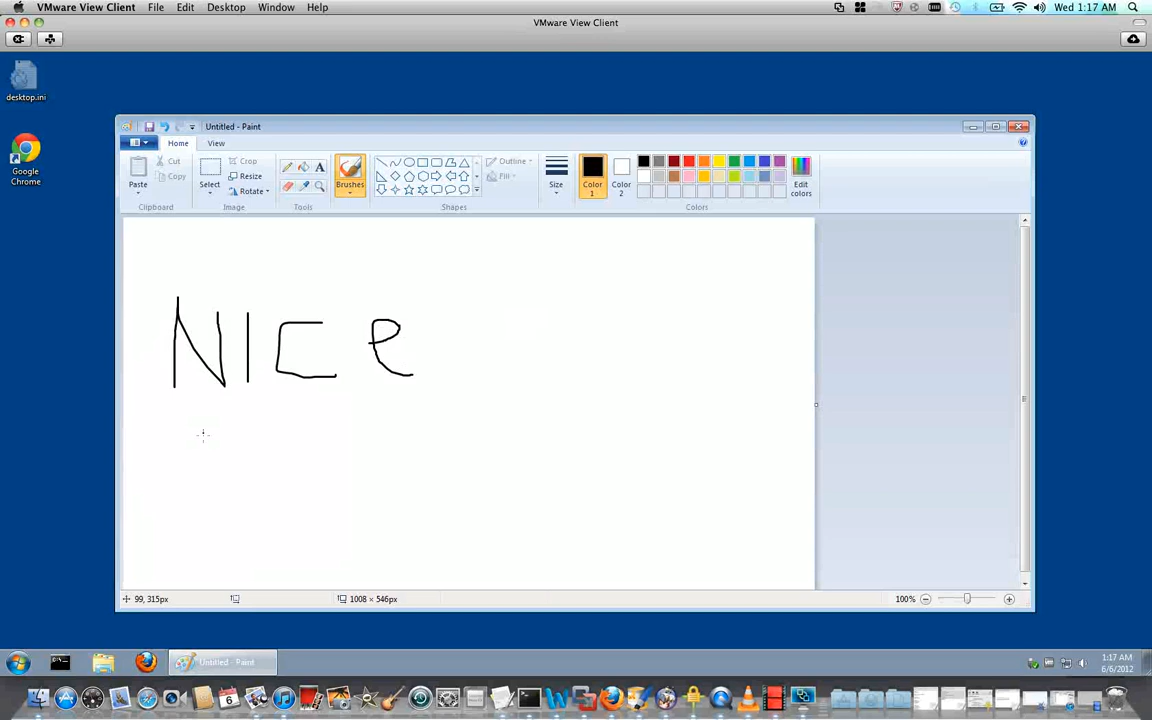 VMware View Client File Edit Desktop Window Help Wed 1:17 AM
VMware View Client
desktop.ini
Google Chrome
Untitled - Paint
Home View
Paste Cut Copy Select Crop Resize Rotate A Brushes Outline Fill Size Color 1 Color 2 Edit colors
Clipboard Image Tools Shapes Colors
NICe
99, 315px 1008 × 546px 100%
Untitled - Paint 1:17 AM
6/6/2012
6